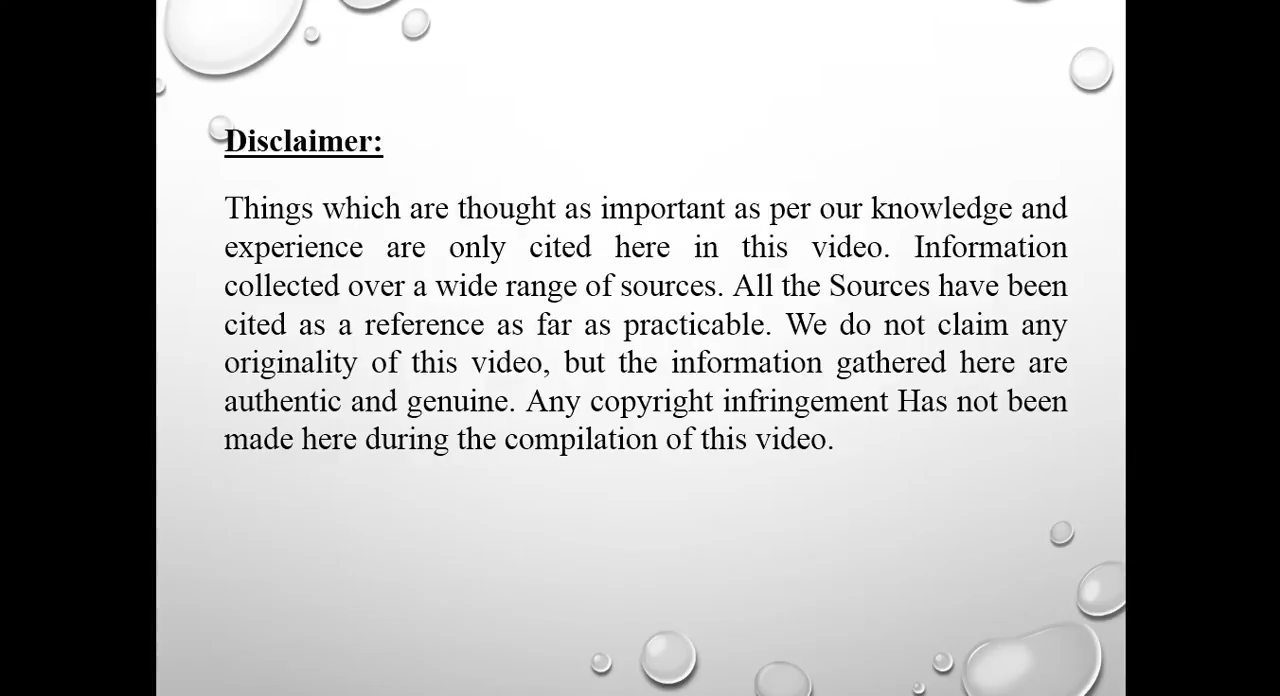 Disclaimer:
Things which are thought as important as per our knowledge and
experience are only cited here in this video. Information
collected over a wide range of sources. All the Sources have been
cited as a reference as far as practicable. We do not claim any
originality of this video, but the information gathered here are
authentic and genuine. Any copyright infringement Has not been
made here during the compilation of this video.